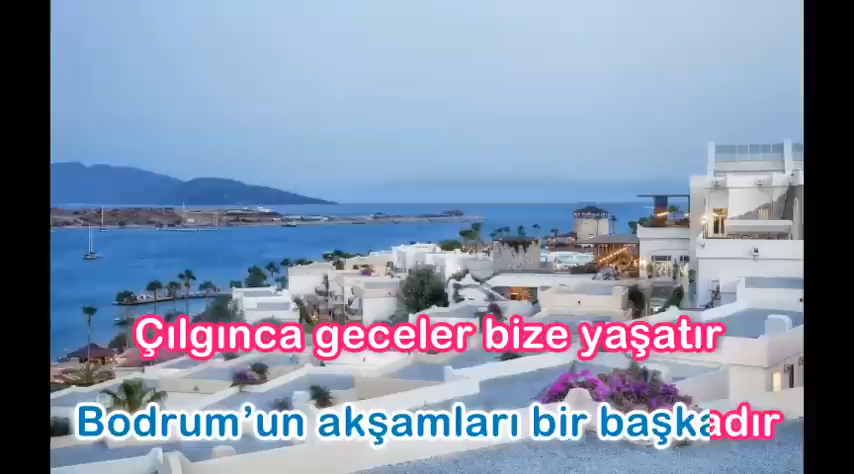 Çılgınca geceler bize yaşatır
Bodrum’un akşamları bir başkadır